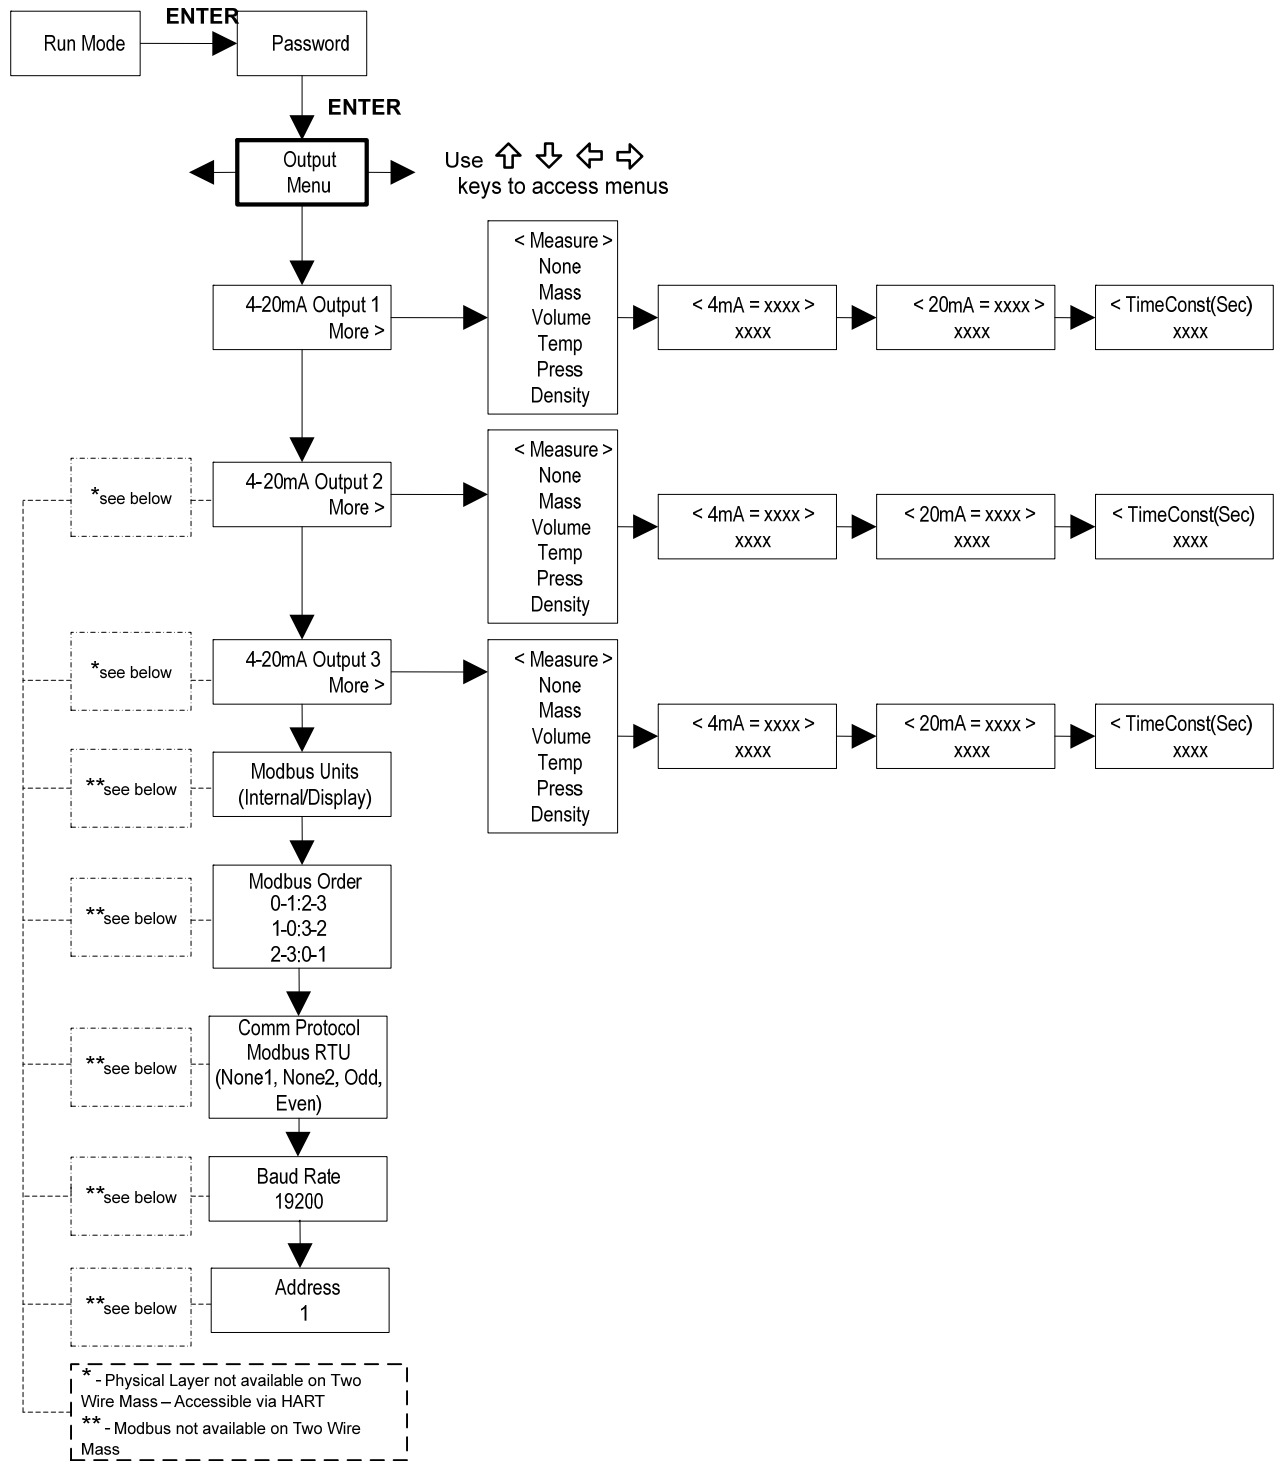 ENTER
Run Mode
Password
ENTER
Output
Menu
Use
keys to access menus
4-20mA Output 1
More >
< Measure >
None
Mass
Volume
Temp
Press
Density
< 4mA = xxxx >
xxxx
< 20mA = xxxx >
xxxx
< TimeConst(Sec)
xxxx
*see below
4-20mA Output 2
More >
< Measure >
None
Mass
Volume
Temp
Press
Density
< 4mA = xxxx >
xxxx
< 20mA = xxxx >
xxxx
< TimeConst(Sec)
xxxx
*see below
4-20mA Output 3
More >
< Measure >
None
Mass
Volume
Temp
Press
Density
< 4mA = xxxx >
xxxx
< 20mA = xxxx >
xxxx
< TimeConst(Sec)
xxxx
**see below
Modbus Units
(Internal/Display)
**see below
Modbus Order
0-1:2-3
1-0:3-2
2-3:0-1
**see below
Comm Protocol
Modbus RTU
(None1, None2, Odd,
Even)
**see below
Baud Rate
19200
**see below
Address
1
* - Physical Layer not available on Two
Wire Mass – Accessible via HART
** - Modbus not available on Two Wire
Mass